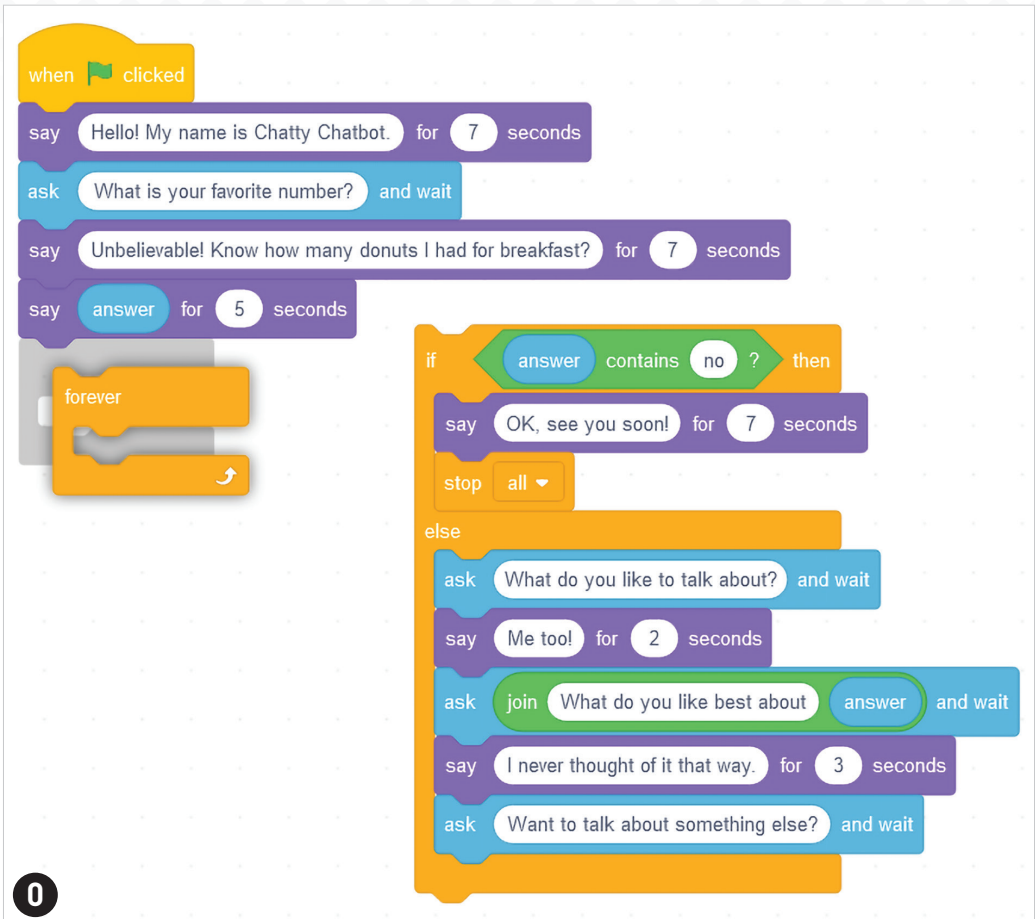 when clicked
say Hello! My name is Chatty Chatbot. for 7 seconds
ask What is your favorite number? and wait
say Unbelievable! Know how many donuts I had for breakfast? for 7 seconds
say answer for 5 seconds
forever
if answer contains no ? then
say OK, see you soon! for 7 seconds
stop all
else
ask What do you like to talk about? and wait
say Me too! for 2 seconds
ask join What do you like best about answer and wait
say I never thought of it that way. for 3 seconds
ask Want to talk about something else? and wait
O